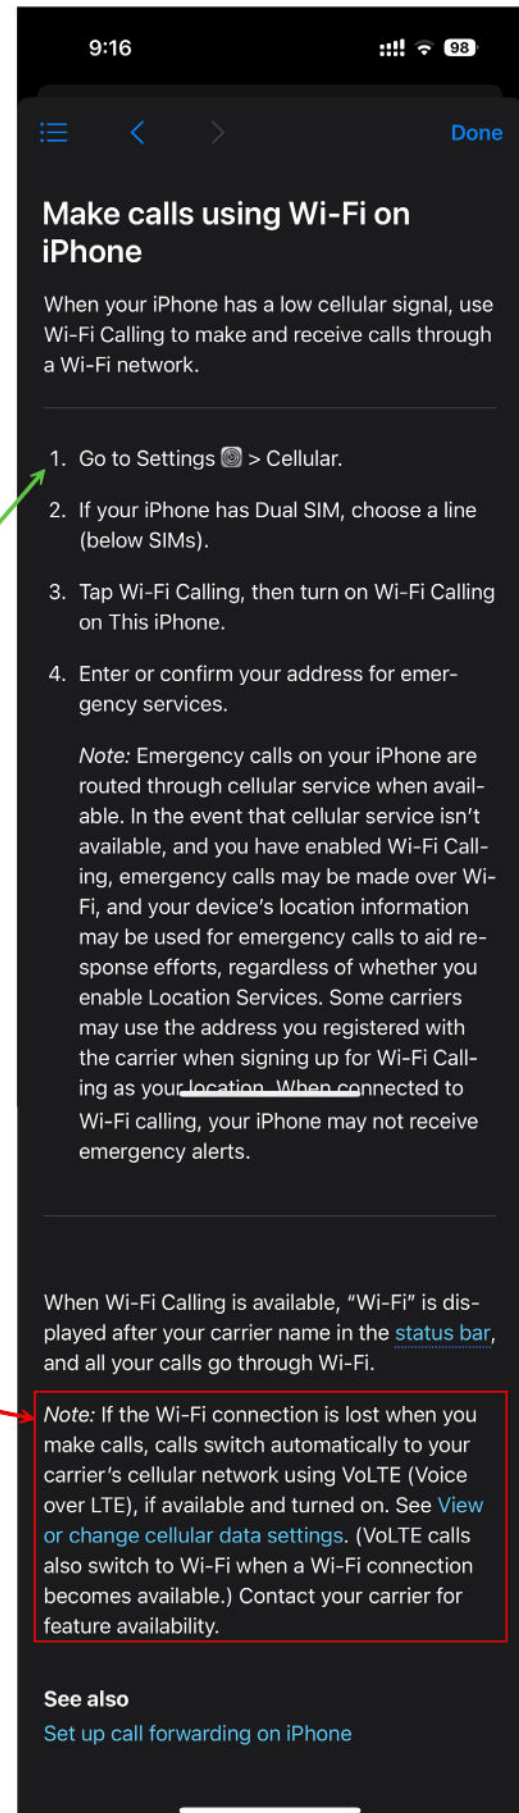 9:16
98
Done
Make calls using Wi-Fi on
iPhone
When your iPhone has a low cellular signal, use
Wi-Fi Calling to make and receive calls through
a Wi-Fi network.
1. Go to Settings > Cellular.
2. If your iPhone has Dual SIM, choose a line
(below SIMs).
3. Tap Wi-Fi Calling, then turn on Wi-Fi Calling
on This iPhone.
4. Enter or confirm your address for emer-
gency services.
Note: Emergency calls on your iPhone are
routed through cellular service when avail-
able. In the event that cellular service isn't
available, and you have enabled Wi-Fi Call-
ing, emergency calls may be made over Wi-
Fi, and your device's location information
may be used for emergency calls to aid re-
sponse efforts, regardless of whether you
enable Location Services. Some carriers
may use the address you registered with
the carrier when signing up for Wi-Fi Call-
ing as your location. When connected to
Wi-Fi calling, your iPhone may not receive
emergency alerts.
When Wi-Fi Calling is available, "Wi-Fi" is dis-
played after your carrier name in the status bar,
and all your calls go through Wi-Fi.
Note: If the Wi-Fi connection is lost when you
make calls, calls switch automatically to your
carrier's cellular network using VoLTE (Voice
over LTE), if available and turned on. See View
or change cellular data settings. (VoLTE calls
also switch to Wi-Fi when a Wi-Fi connection
becomes available.) Contact your carrier for
feature availability.
See also
Set up call forwarding on iPhone